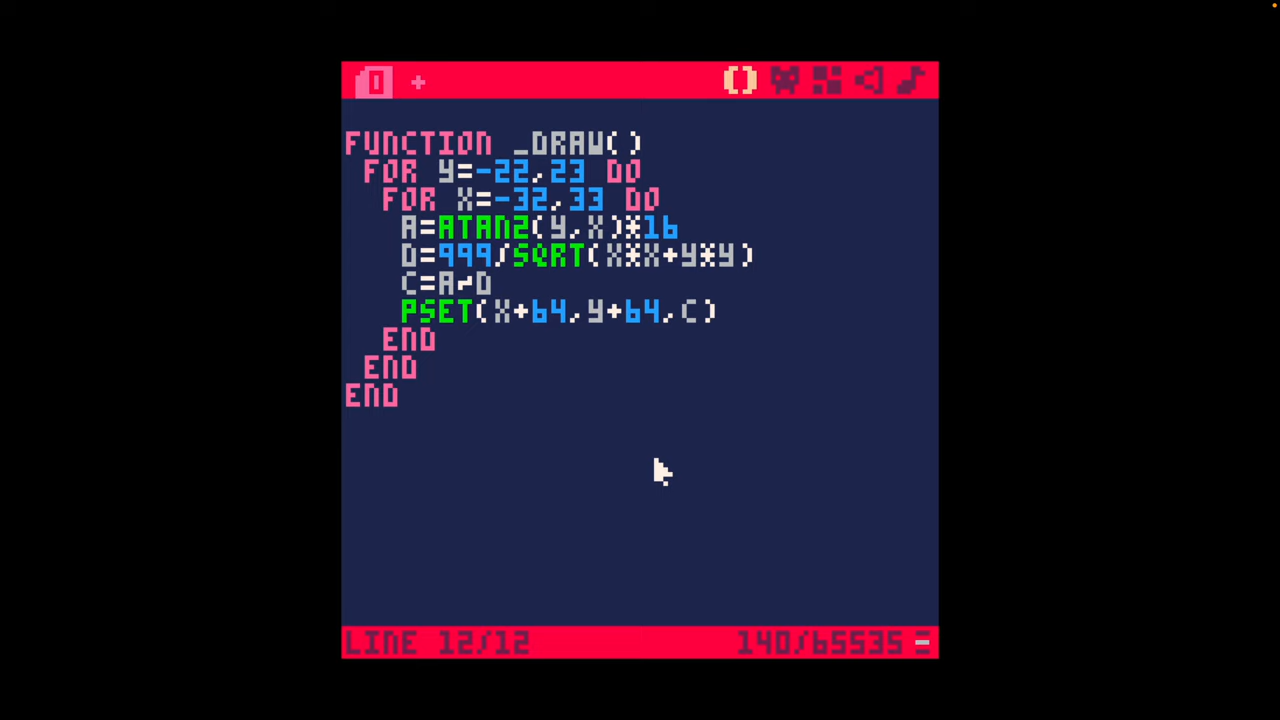 0 +
FUNCTION _DRAW()
FOR Y=-22,23 DO
FOR X=-32,33 DO
A=ATAN2(Y,X)*16
D=999/SQRT(X*X+Y*Y)
C=A~D
PSET(X+64,Y+64,C)
END
END
END
LINE 12/12 140/65535